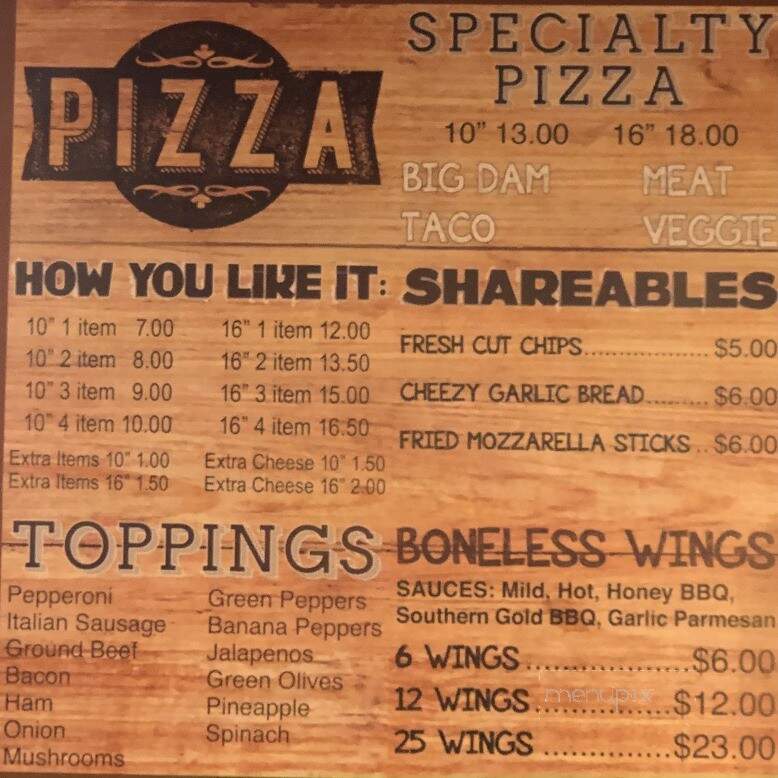 PIZZA
SPECIALTY
PIZZA
10" 13.00 16" 18.00
BIG DAM MEAT
TACO VEGGIE
HOW YOU LIKE IT:
10" 1 item 7.00 16" 1 item 12.00
10" 2 item 8.00 16" 2 item 13.50
10" 3 item 9.00 16" 3 item 15.00
10" 4 item 10.00 16" 4 item 16.50
Extra Items 10" 1.00 Extra Cheese 10" 1.50
Extra Items 16" 1.50 Extra Cheese 16" 2.00
SHAREABLES
FRESH CUT CHIPS................. $5.00
CHEEZY GARLIC BREAD......... $6.00
FRIED MOZZARELLA STICKS .. $6.00
TOPPINGS
Pepperoni
Italian Sausage
Ground Beef
Bacon
Ham
Onion
Mushrooms
Green Peppers
Banana Peppers
Jalapenos
Green Olives
Pineapple
Spinach
BONELESS WINGS
SAUCES: Mild, Hot, Honey BBQ,
Southern Gold BBQ, Garlic Parmesan
6 WINGS .................$6.00
12 WINGS ..............$12.00
25 WINGS .............$23.00
menupix